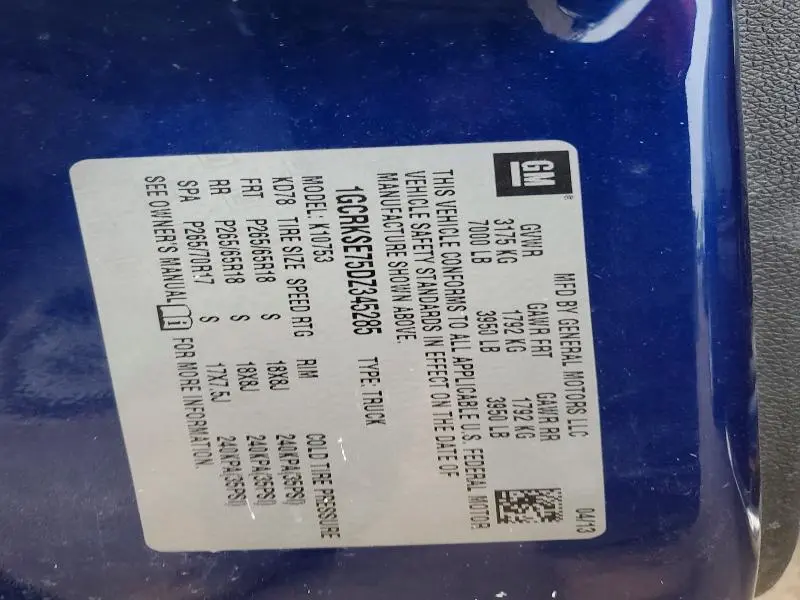 GM®
MFD BY GENERAL MOTORS LLC 04/13
GVWR GAWR FRT GAWR RR
3175 KG 1792 KG 1792 KG
7000 LB 3950 LB 3950 LB
THIS VEHICLE CONFORMS TO ALL APPLICABLE U.S. FEDERAL MOTOR
VEHICLE SAFETY STANDARDS IN EFFECT ON THE DATE OF
MANUFACTURE SHOWN ABOVE.
1GCRKSE75DZ345285 TYPE: TRUCK
MODEL: K10753
KD78 TIRE SIZE SPEED RTG RIM COLD TIRE PRESSURE
FRT P265/65R18 S 18X8J 240KPA(35PSI)
RR P265/65R18 S 18X8J 240KPA(35PSI)
SPA P265/70R17 S 17X7.5J 240KPA(35PSI)
SEE OWNER'S MANUAL FOR MORE INFORMATION.